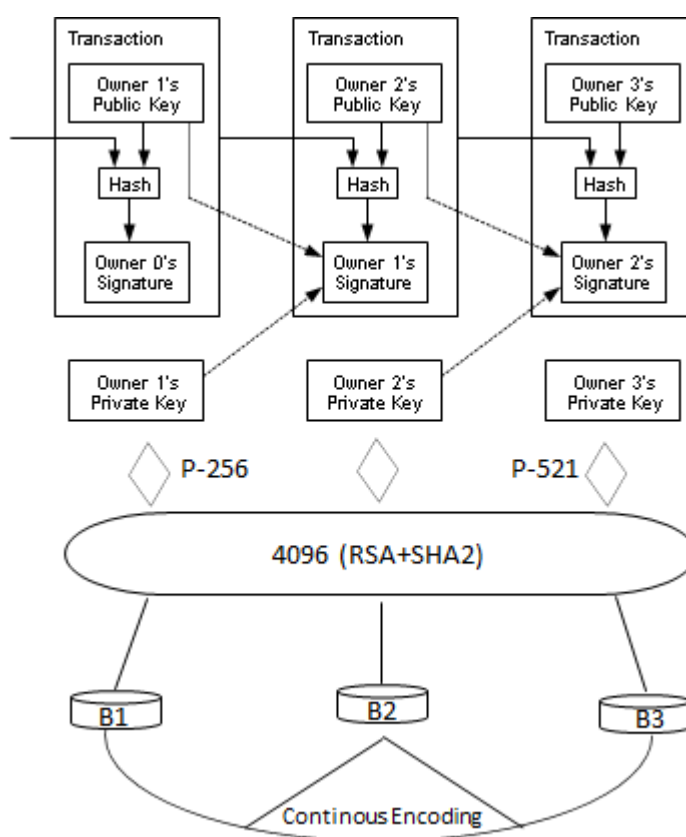 Transaction
Transaction
Transaction
Owner 1's
Public Key
Owner 2's
Public Key
Owner 3's
Public Key
Hash
Hash
Hash
Owner 0's
Signature
Owner 1's
Signature
Owner 2's
Signature
Owner 1's
Private Key
Owner 2's
Private Key
Owner 3's
Private Key
P-256
P-521
4096 (RSA+SHA2)
B1
B2
B3
Continous Encoding